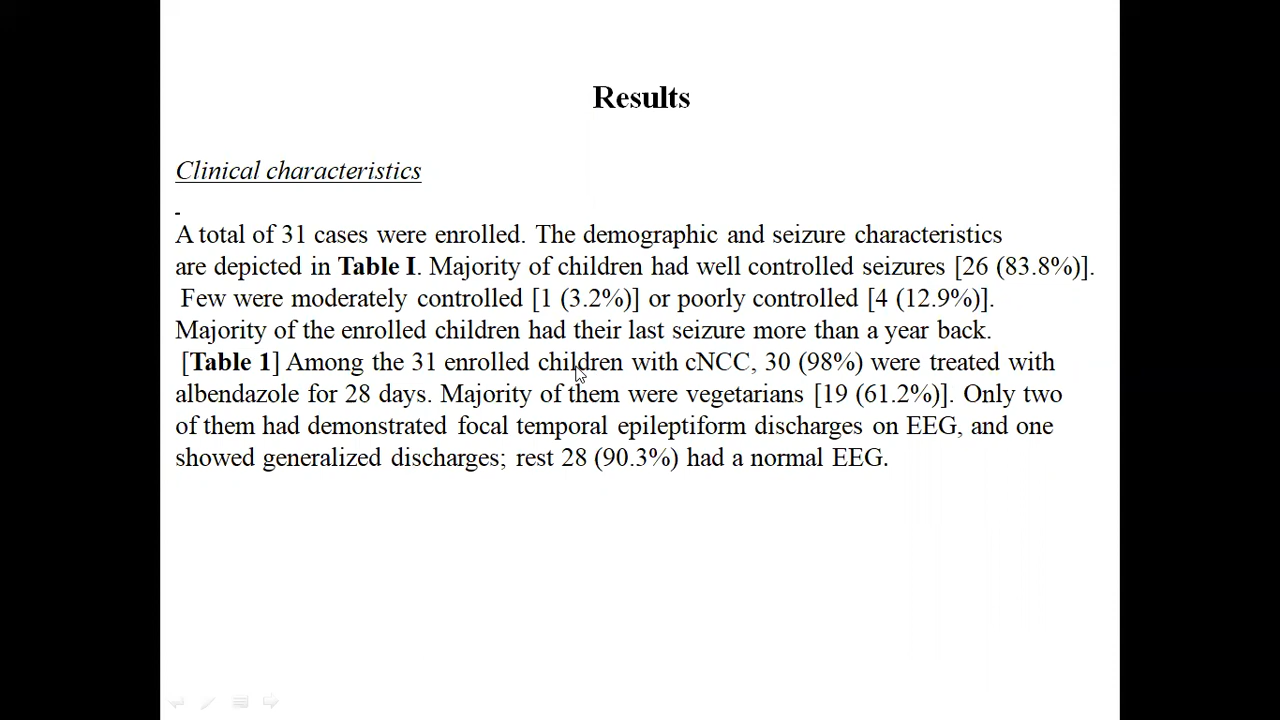 Results
Clinical characteristics
A total of 31 cases were enrolled. The demographic and seizure characteristics
are depicted in Table I. Majority of children had well controlled seizures [26 (83.8%)].
Few were moderately controlled [1 (3.2%)] or poorly controlled [4 (12.9%)].
Majority of the enrolled children had their last seizure more than a year back.
[Table 1] Among the 31 enrolled children with cNCC, 30 (98%) were treated with
albendazole for 28 days. Majority of them were vegetarians [19 (61.2%)]. Only two
of them had demonstrated focal temporal epileptiform discharges on EEG, and one
showed generalized discharges; rest 28 (90.3%) had a normal EEG.